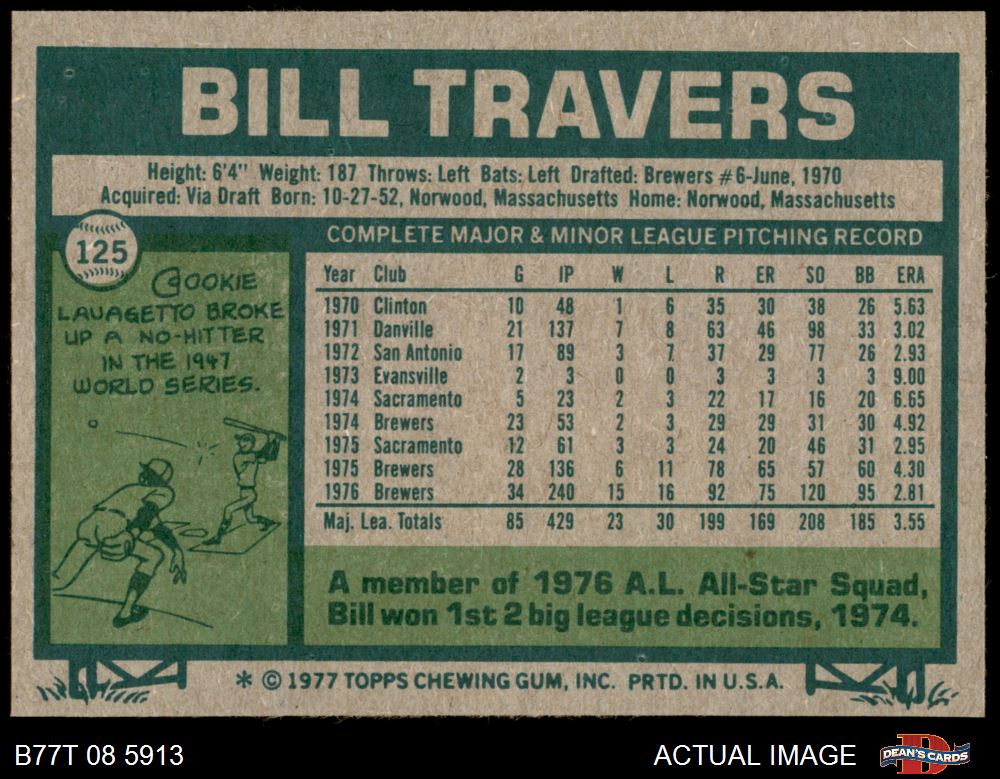 BILL TRAVERS
Height: 6'4" Weight: 187 Throws: Left Bats: Left Drafted: Brewers #6-June, 1970
Acquired: Via Draft Born: 10-27-52, Norwood, Massachusetts Home: Norwood, Massachusetts
125
COOKIE
LAVAGETTO BROKE
UP A NO-HITTER
IN THE 1947
WORLD SERIES.
COMPLETE MAJOR & MINOR LEAGUE PITCHING RECORD
Year Club G IP W L R ER SO BB ERA
1970 Clinton 10 48 1 6 35 30 38 26 5.63
1971 Danville 21 137 7 8 63 46 98 33 3.02
1972 San Antonio 17 89 3 7 37 29 77 26 2.93
1973 Evansville 2 3 0 0 3 3 3 3 9.00
1974 Sacramento 5 23 2 3 22 17 16 20 6.65
1974 Brewers 23 53 2 3 29 29 31 30 4.92
1975 Sacramento 12 61 3 3 24 20 46 31 2.95
1975 Brewers 28 136 6 11 78 65 57 60 4.30
1976 Brewers 34 240 15 16 92 75 120 95 2.81
Maj. Lea. Totals 85 429 23 30 199 169 208 185 3.55
A member of 1976 A.L. All-Star Squad,
Bill won 1st 2 big league decisions, 1974.
* © 1977 TOPPS CHEWING GUM, INC. PRTD. IN U.S.A.
B77T 08 5913
ACTUAL IMAGE
D
DEAN'S CARDS